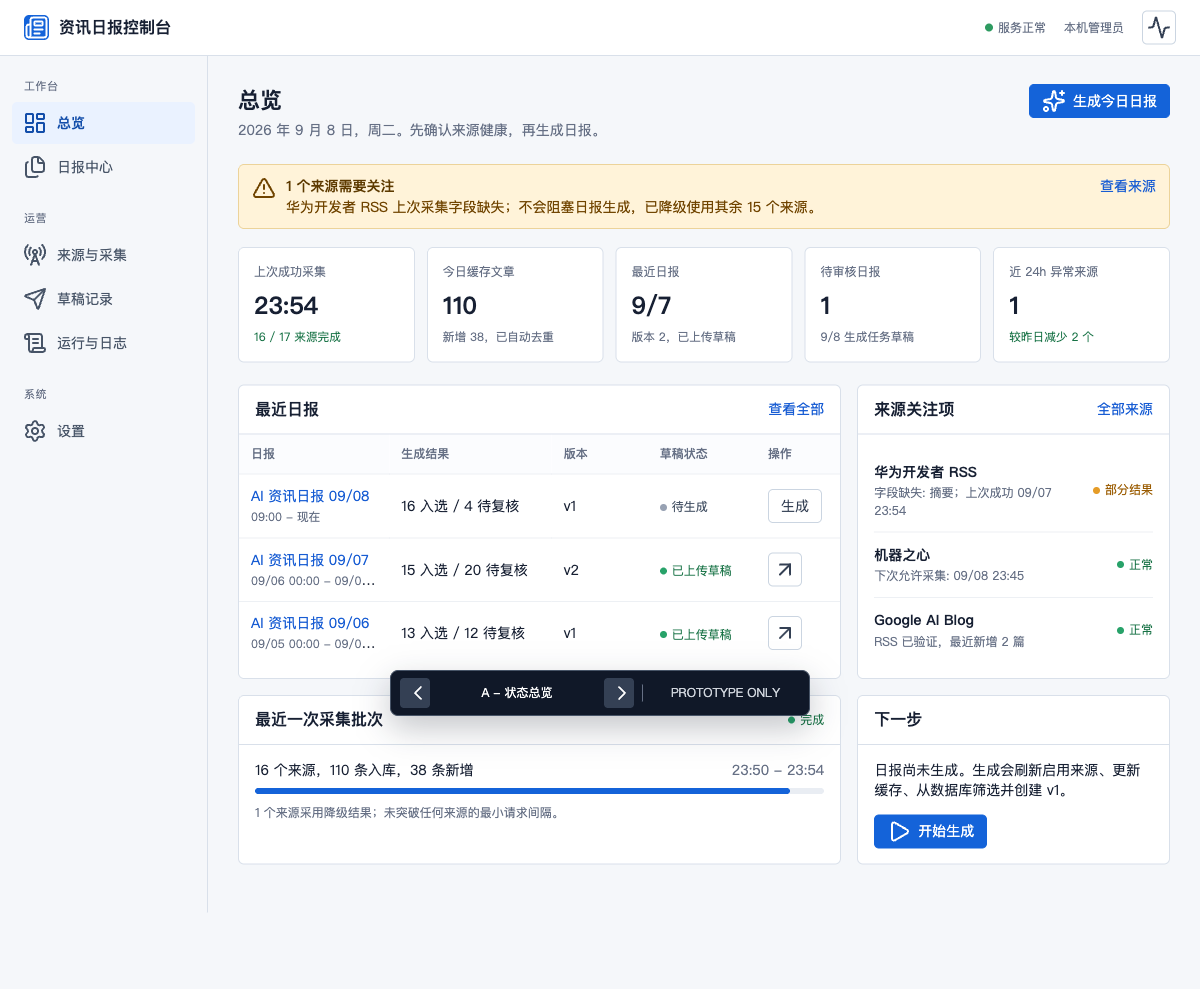 资讯日报控制台
服务正常
本机管理员
工作台
总览
日报中心
运营
来源与采集
草稿记录
运行与日志
系统
设置
总览
2026 年 9 月 8 日，周二。先确认来源健康，再生成日报。
生成今日日报
1 个来源需要关注
华为开发者 RSS 上次采集字段缺失；不会阻塞日报生成，已降级使用其余 15 个来源。
查看来源
上次成功采集
23:54
16 / 17 来源完成
今日缓存文章
110
新增 38，已自动去重
最近日报
9/7
版本 2，已上传草稿
待审核日报
1
9/8 生成任务草稿
近 24h 异常来源
1
较昨日减少 2 个
最近日报
查看全部
日报 生成结果 版本 草稿状态 操作
AI 资讯日报 09/08
09:00 – 现在
16 入选 / 4 待复核
v1
待生成
生成
AI 资讯日报 09/07
09/06 00:00 – 09/0...
15 入选 / 20 待复核
v2
已上传草稿
AI 资讯日报 09/06
09/05 00:00 – 09/0...
13 入选 / 12 待复核
v1
已上传草稿
来源关注项
全部来源
华为开发者 RSS
字段缺失: 摘要；上次成功 09/07
23:54
部分结果
机器之心
下次允许采集: 09/08 23:45
正常
Google AI Blog
RSS 已验证，最近新增 2 篇
正常
A – 状态总览
PROTOTYPE ONLY
最近一次采集批次
完成
16 个来源，110 条入库，38 条新增
23:50 – 23:54
1 个来源采用降级结果；未突破任何来源的最小请求间隔。
下一步
日报尚未生成。生成会刷新启用来源、更新
缓存、从数据库筛选并创建 v1。
开始生成